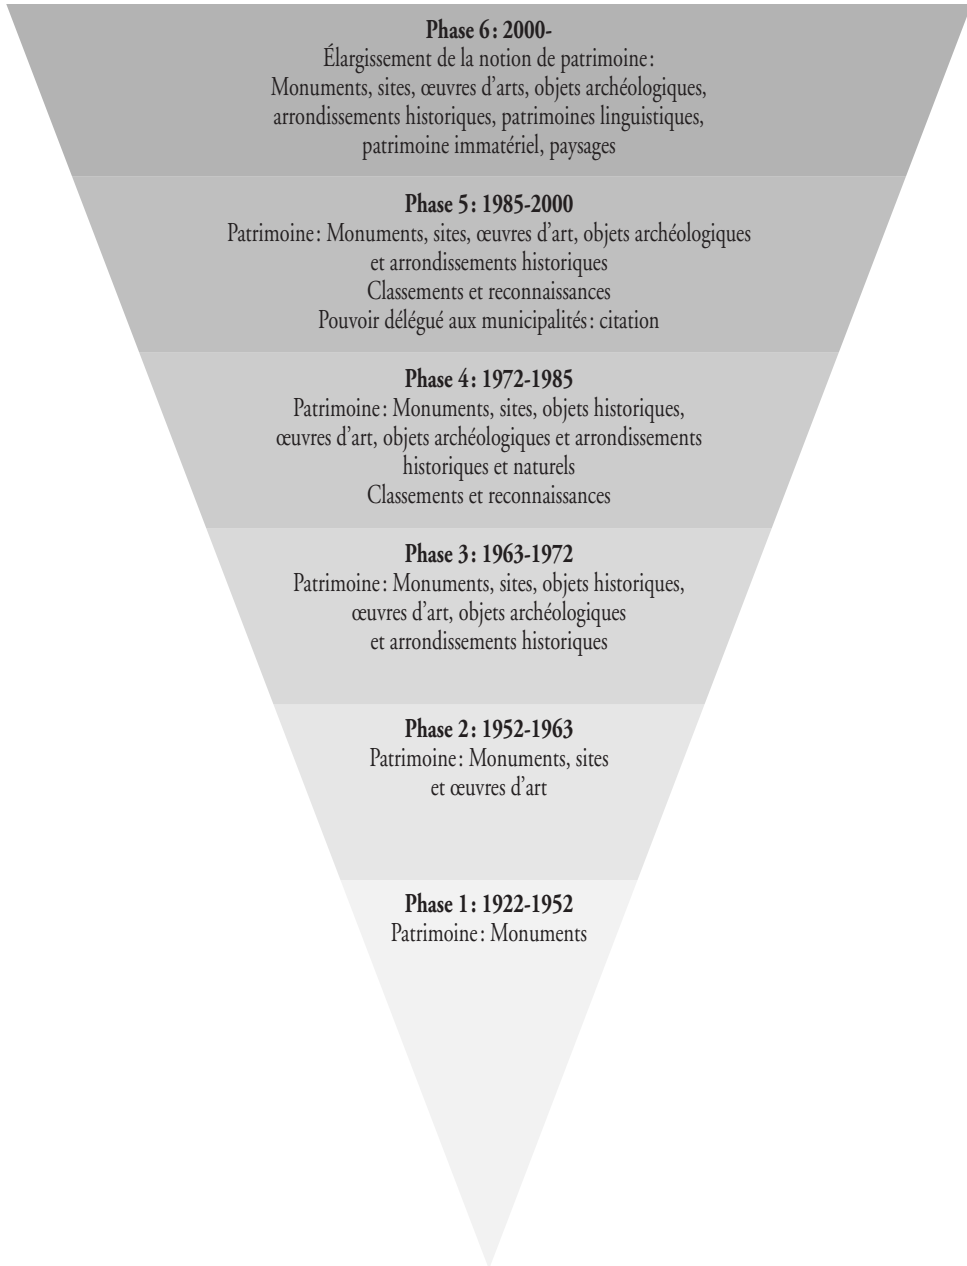 Phase 6 : 2000-
Élargissement de la notion de patrimoine :
Monuments, sites, œuvres d’arts, objets archéologiques,
arrondissements historiques, patrimoines linguistiques,
patrimoine immatériel, paysages
Phase 5 : 1985-2000
Patrimoine : Monuments, sites, œuvres d’art, objets archéologiques
et arrondissements historiques
Classements et reconnaissances
Pouvoir délégué aux municipalités : citation
Phase 4 : 1972-1985
Patrimoine : Monuments, sites, objets historiques,
œuvres d’art, objets archéologiques et arrondissements
historiques et naturels
Classements et reconnaissances
Phase 3 : 1963-1972
Patrimoine : Monuments, sites, objets historiques,
œuvres d’art, objets archéologiques
et arrondissements historiques
Phase 2 : 1952-1963
Patrimoine : Monuments, sites
et œuvres d’art
Phase 1 : 1922-1952
Patrimoine : Monuments